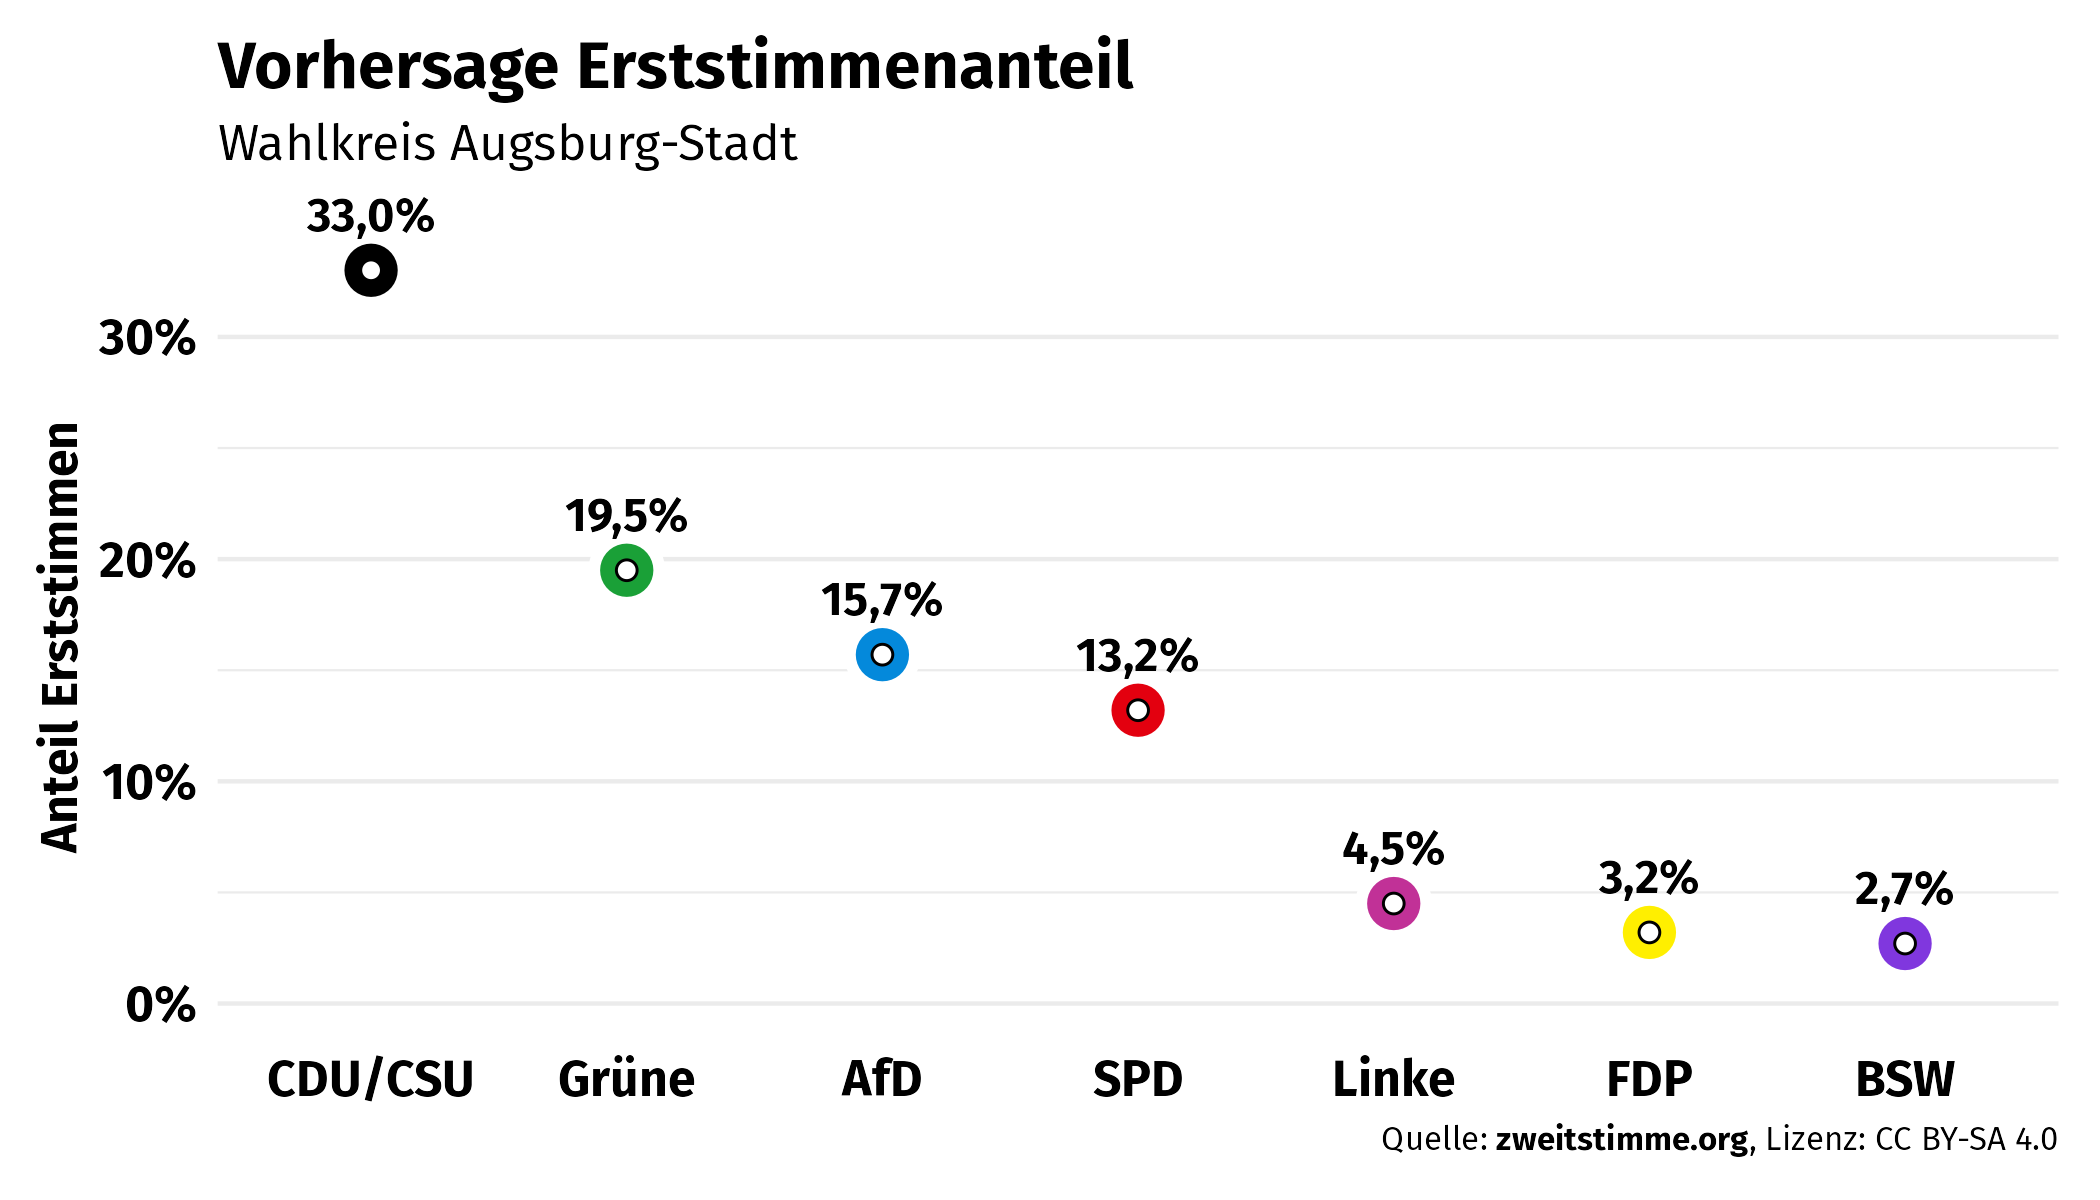 Vorhersage Erststimmenanteil
Wahlkreis Augsburg-Stadt
33,0%
30%
19,5%
20%
15,7%
13,2%
10%
4,5%
3,2%
2,7%
0%
Anteil Erststimmen
CDU/CSU Grüne AfD SPD Linke FDP BSW
Quelle: zweitstimme.org, Lizenz: CC BY-SA 4.0